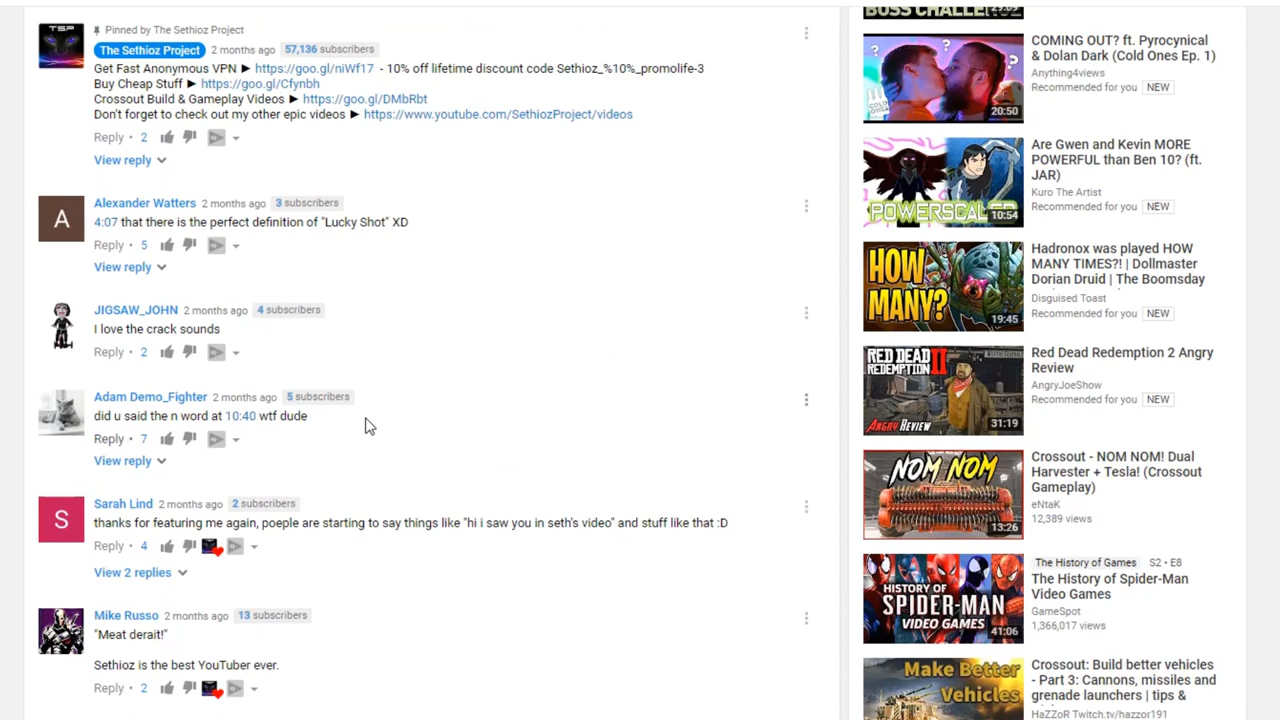 TSP
Pinned by The Sethioz Project
The Sethioz Project 2 months ago 57,136 subscribers
Get Fast Anonymous VPN ► https://goo.gl/niWf17 - 10% off lifetime discount code Sethioz_%10%_promolife-3
Buy Cheap Stuff ► https://goo.gl/Cfynbh
Crossout Build & Gameplay Videos ► https://goo.gl/DMbRbt
Don't forget to check out my other epic videos ► https://www.youtube.com/SethiozProject/videos
Reply · 2
View reply
A
Alexander Watters 2 months ago 3 subscribers
4:07 that there is the perfect definition of "Lucky Shot" XD
Reply · 5
View reply
JIGSAW_JOHN 2 months ago 4 subscribers
I love the crack sounds
Reply · 2
Adam Demo_Fighter 2 months ago 5 subscribers
did u said the n word at 10:40 wtf dude
Reply · 7
View reply
S
Sarah Lind 2 months ago 2 subscribers
thanks for featuring me again, poeple are starting to say things like "hi i saw you in seth's video" and stuff like that :D
Reply · 4
View 2 replies
Mike Russo 2 months ago 13 subscribers
"Meat derait!"
Sethioz is the best YouTuber ever.
Reply · 2
BOSS CHALLENGE
29:09
COMING OUT? ft. Pyrocynical
& Dolan Dark (Cold Ones Ep. 1)
Anything4views
Recommended for you NEW
20:50
Are Gwen and Kevin MORE
POWERFUL than Ben 10? (ft.
JAR)
Kuro The Artist
Recommended for you NEW
POWERSCALED
10:54
Hadronox was played HOW
MANY TIMES?! | Dollmaster
Dorian Druid | The Boomsday
Disguised Toast
Recommended for you NEW
HOW
MANY?
19:45
Red Dead Redemption 2 Angry
Review
AngryJoeShow
Recommended for you NEW
RED DEAD
REDEMPTION II
ANGRY REVIEW
31:19
Crossout - NOM NOM! Dual
Harvester + Tesla! (Crossout
Gameplay)
eNtaK
12,389 views
NOM NOM
13:26
The History of Games S2 • E8
The History of Spider-Man
Video Games
GameSpot
1,366,017 views
HISTORY OF
SPIDER-MAN
VIDEO GAMES
41:06
Crossout: Build better vehicles
- Part 3: Cannons, missiles and
grenade launchers | tips &
HaZZoR Twitch.tv/hazzor191
Make Better
Vehicles